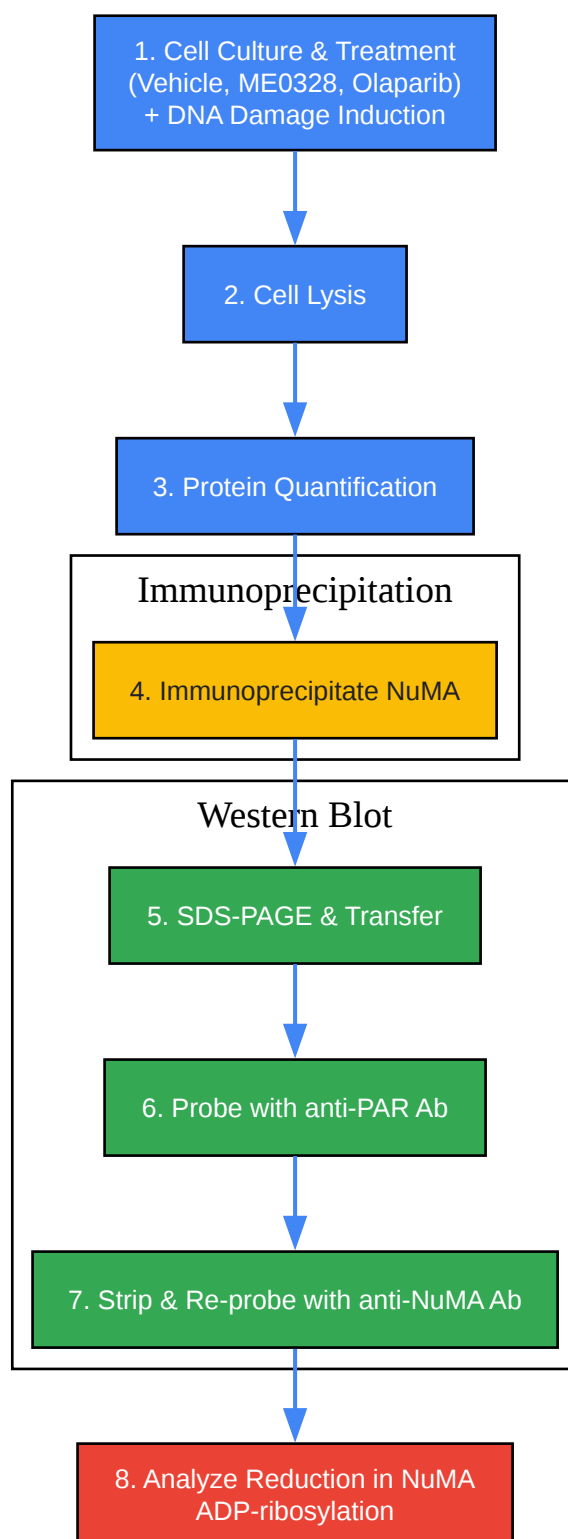 1. Cell Culture & Treatment
(Vehicle, ME0328, Olaparib)
+ DNA Damage Induction
2. Cell Lysis
3. Protein Quantification
Immunoprecipitation
4. Immunoprecipitate NuMA
Western Blot
5. SDS-PAGE & Transfer
6. Probe with anti-PAR Ab
7. Strip & Re-probe with anti-NuMA Ab
8. Analyze Reduction in NuMA
ADP-ribosylation